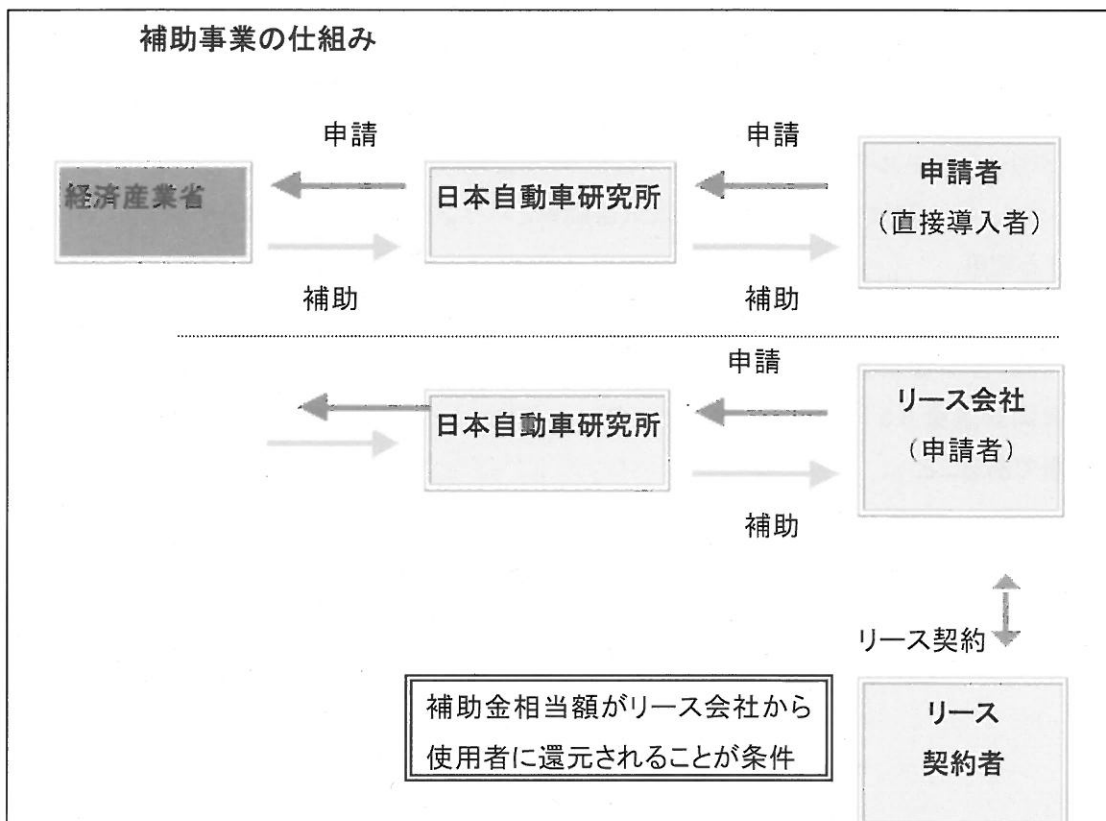 補助事業の仕組み
申請
申請
経済産業省
日本自動車研究所
申請者
（直接導入者）
補助
補助
申請
日本自動車研究所
リース会社
（申請者）
補助
リース契約
補助金相当額がリース会社から
使用者に還元されることが条件
リース
契約者